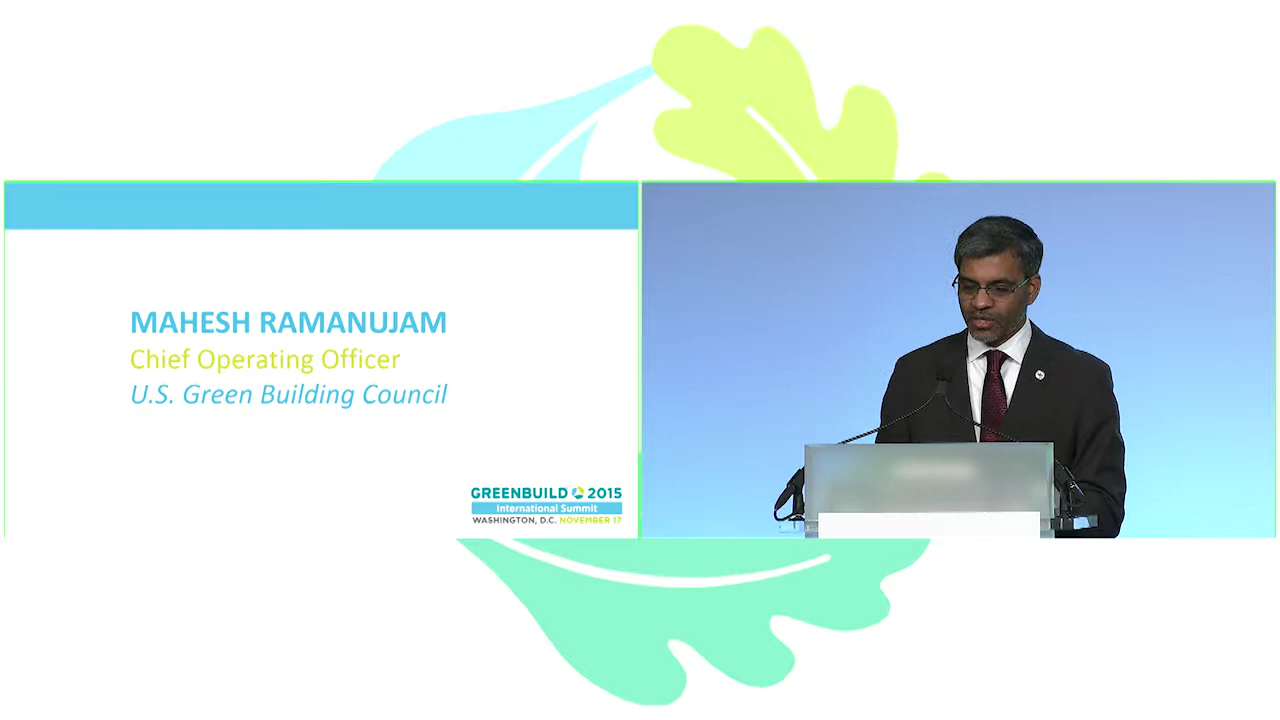 MAHESH RAMANUJAM
Chief Operating Officer
U.S. Green Building Council
GREENBUILD 2015
International Summit
WASHINGTON, D.C. NOVEMBER 17